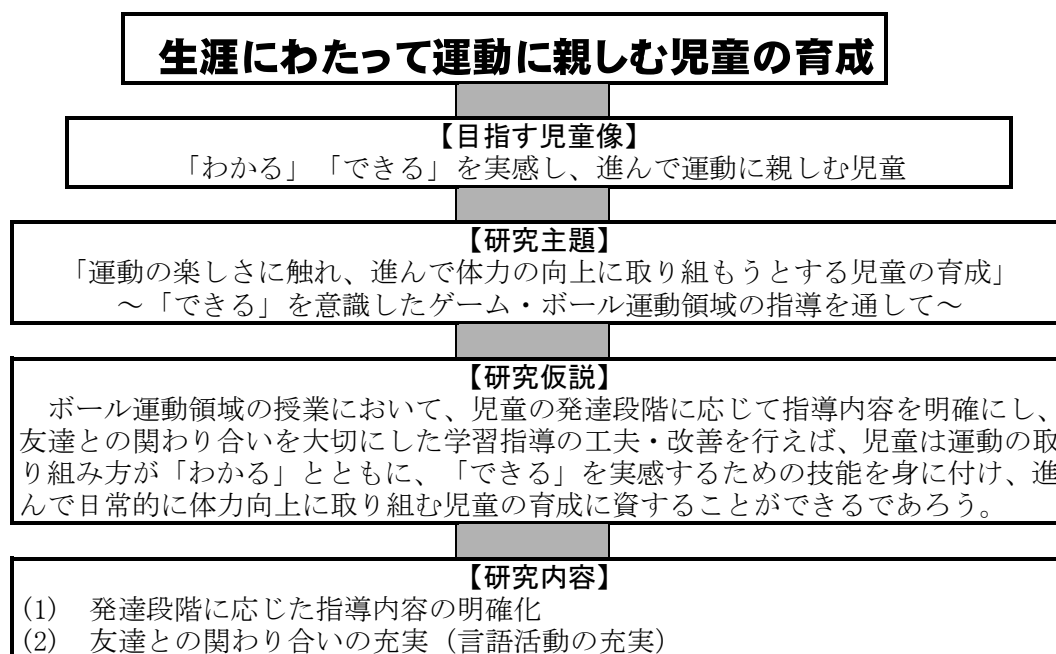 生涯にわたって運動に親しむ児童の育成
【目指す児童像】
「わかる」「できる」を実感し、進んで運動に親しむ児童
【研究主題】
「運動の楽しさに触れ、進んで体力の向上に取り組もうとする児童の育成」
～「できる」を意識したゲーム・ボール運動領域の指導を通して～
【研究仮説】
ボール運動領域の授業において、児童の発達段階に応じて指導内容を明確にし、
友達との関わり合いを大切にした学習指導の工夫・改善を行えば、児童は運動の取
り組み方が「わかる」とともに、「できる」を実感するための技能を身に付け、進
んで日常的に体力向上に取り組む児童の育成に資することができるであろう。
【研究内容】
(1) 発達段階に応じた指導内容の明確化
(2) 友達との関わり合いの充実（言語活動の充実）